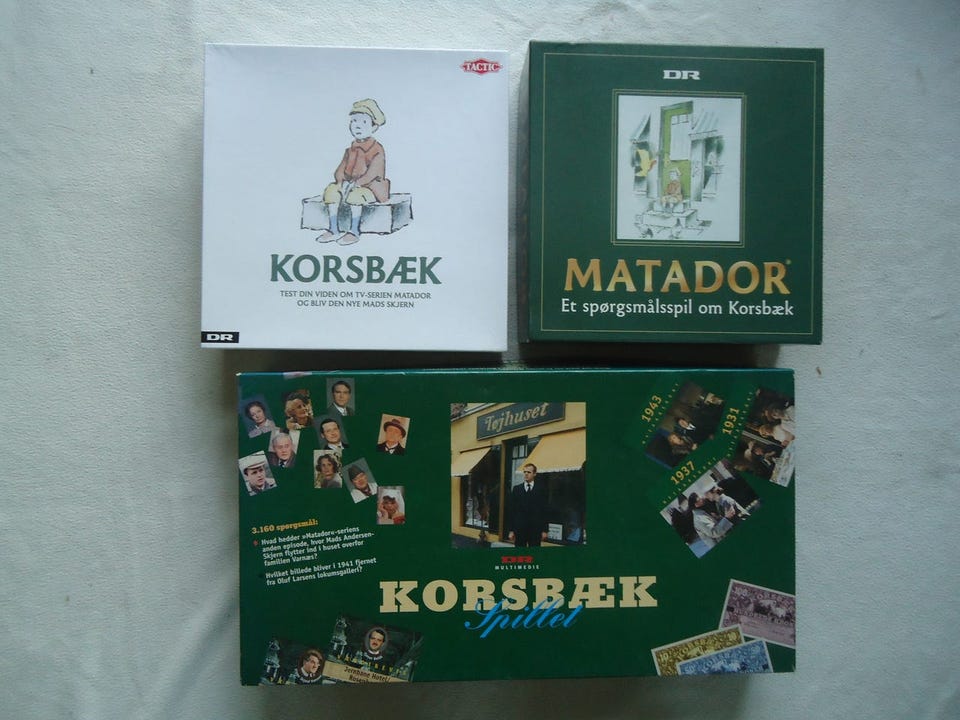 TACTIC
KORSBÆK
TEST DIN VIDEN OM TV-SERIEN MATADOR
OG BLIV DEN NYE MADS SKJERN
DR
DR
MATADOR®
Et spørgsmålsspil om Korsbæk
Tøjhuset
1943
1931
1937
3.160 spørgsmål:
Hvad hedder »Matador«-seriens
anden episode, hvor Mads Andersen-
Skjern flytter ind i huset overfor
familien Varnæs?
Hvilket billede bliver i 1941 fjernet
fra Oluf Larsens lokumsgalleri?
DR
MULTIMEDIE
KORSBÆK
Spillet
Jernbane Hotel/